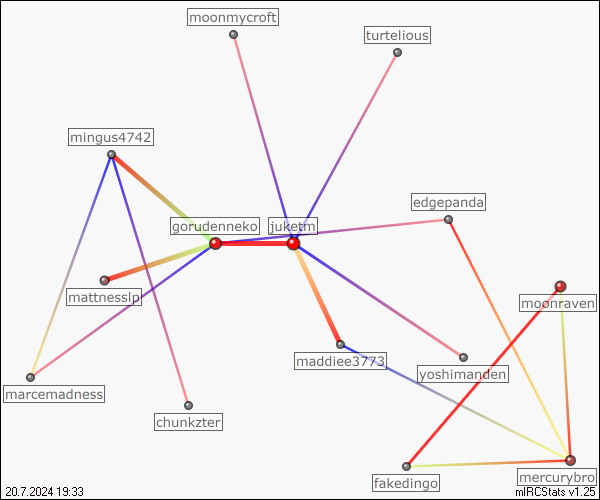 moonmycroft
turtelious
mingus4742
edgepanda
gorudenneko
juketm
mattnesslp
moonraven
maddiee3773
yoshimanden
marcemadness
chunkzter
fakedingo
mercurybro
20.7.2024 19:33
mIRCStats v1.25